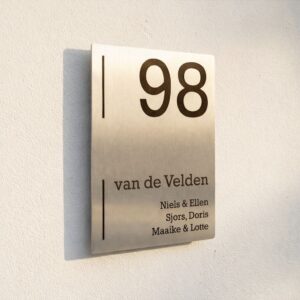 98
van de Velden
Niels & Ellen
Sjors, Doris
Maaike & Lotte